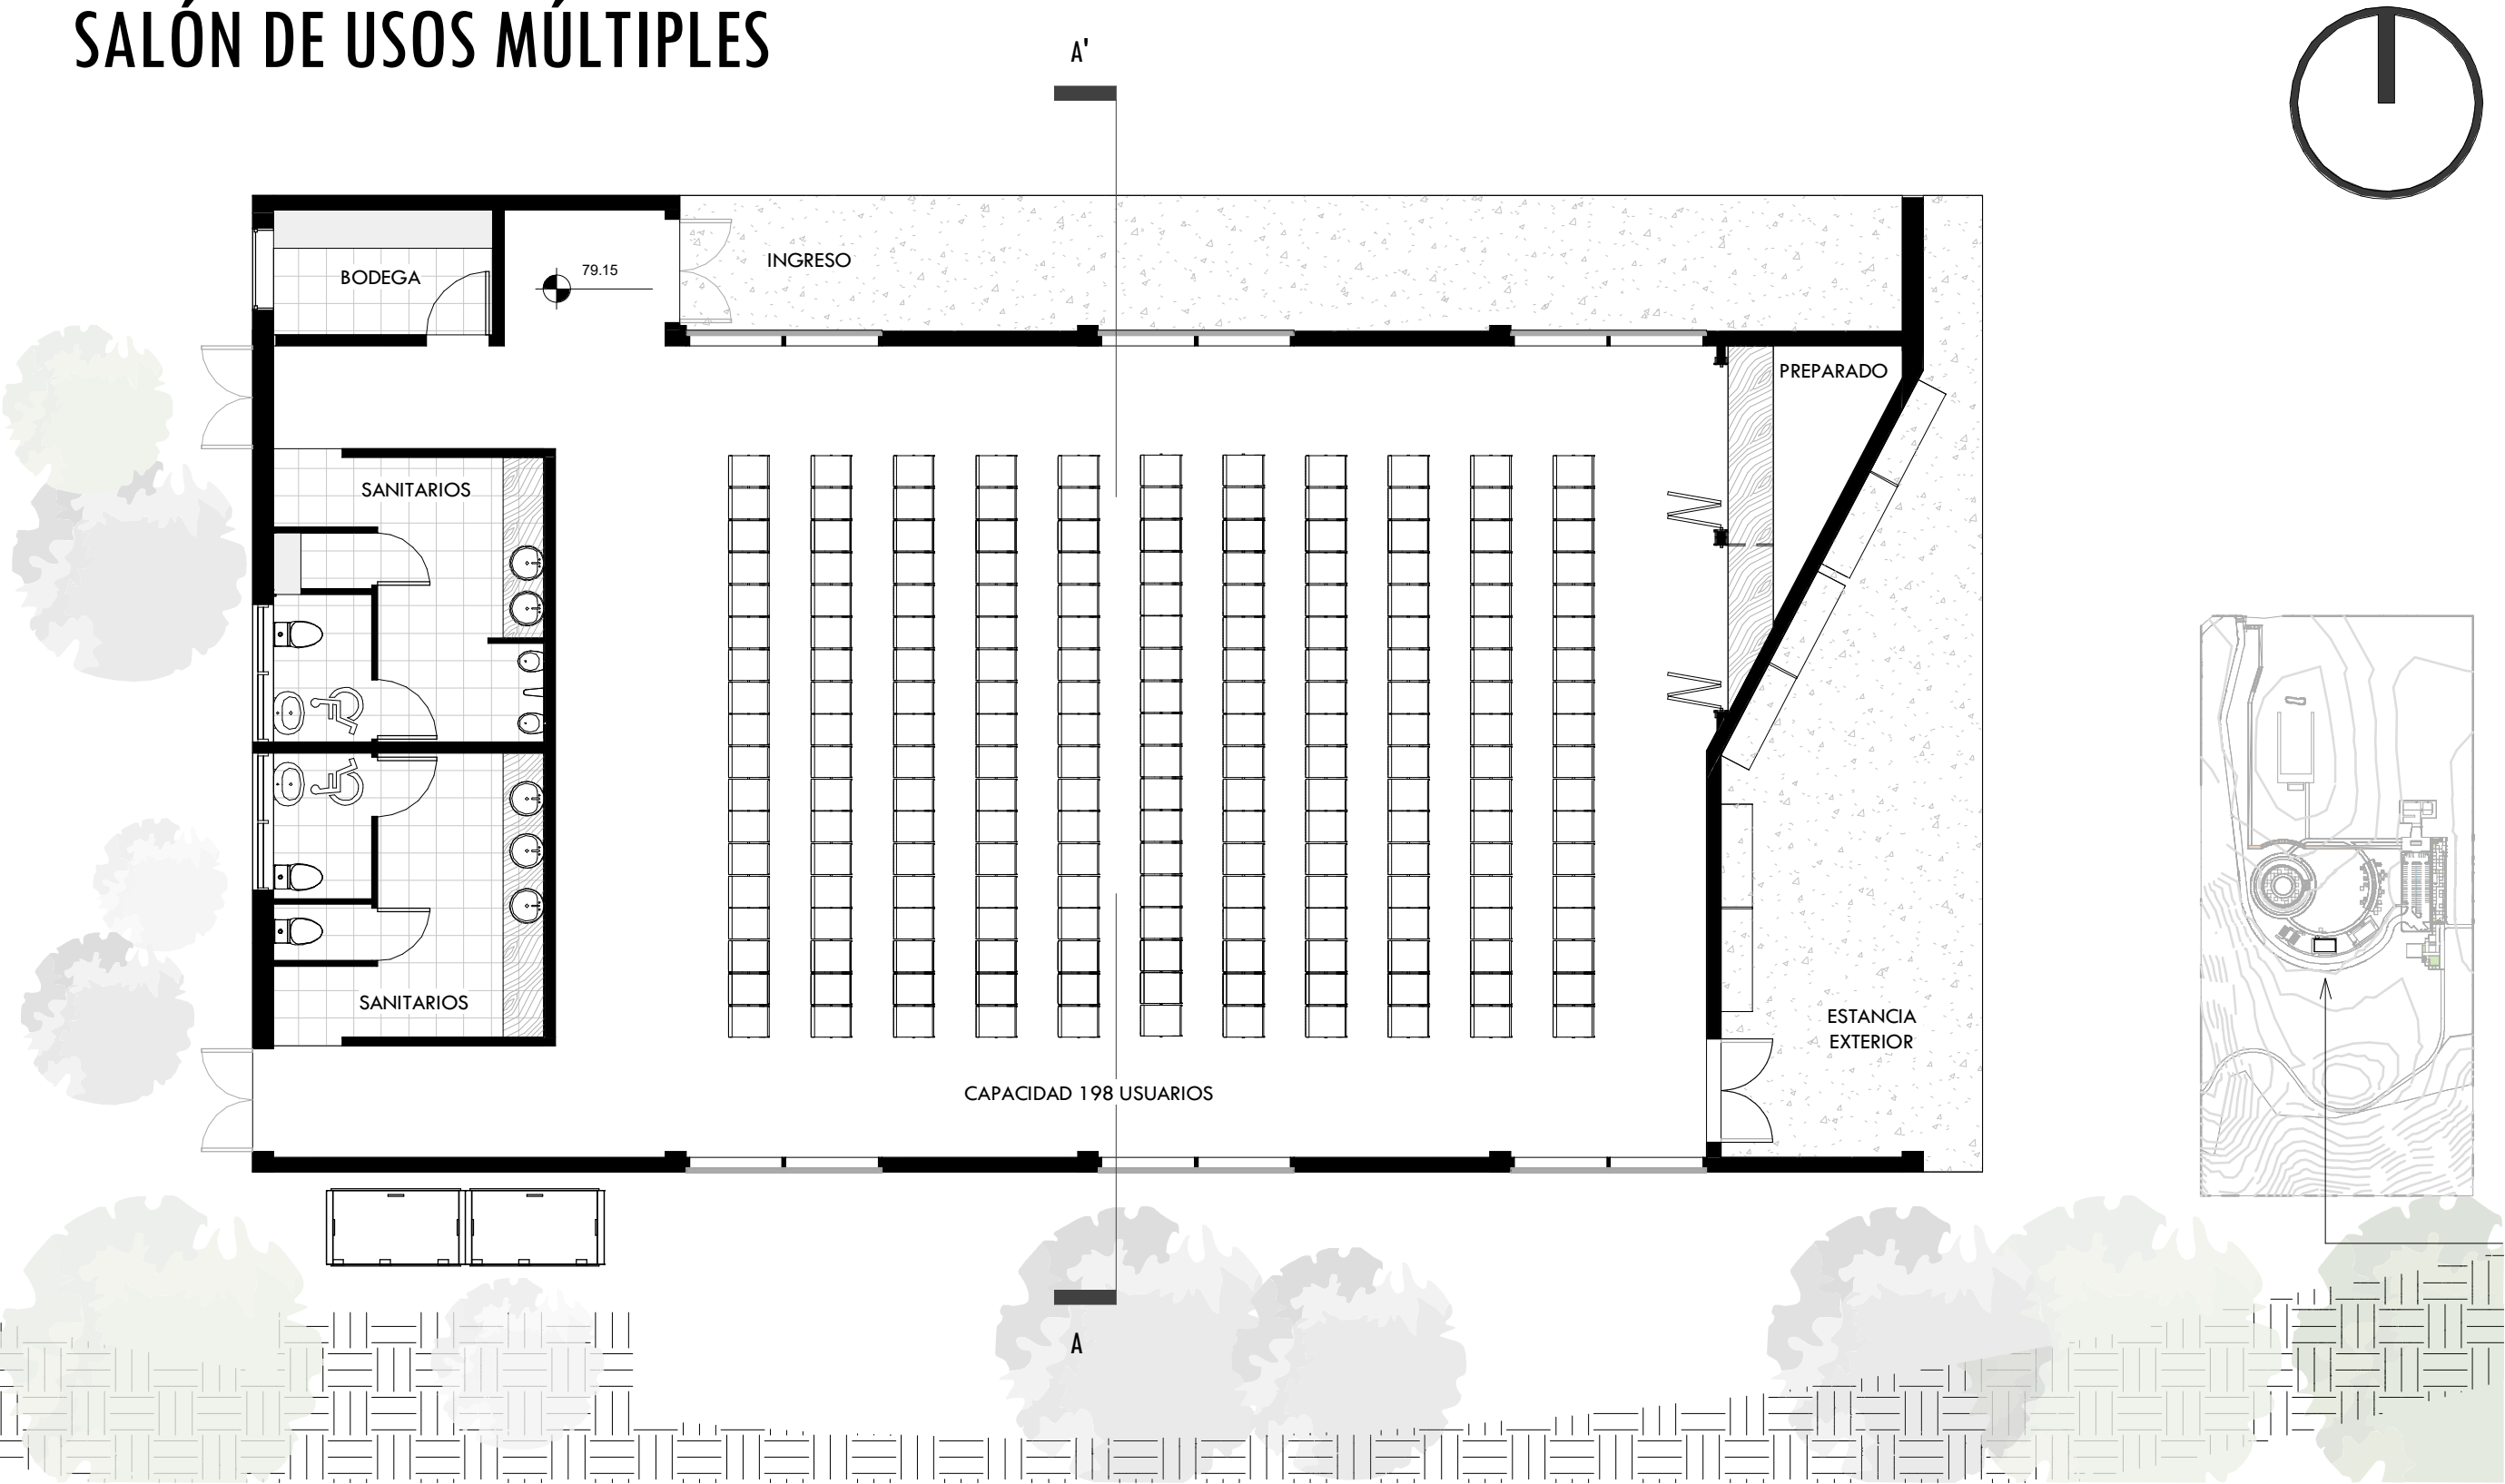 SALÓN DE USOS MÚLTIPLES
A'
INGRESO
79.15
BODEGA
PREPARADO
SANITARIOS
SANITARIOS
ESTANCIA
EXTERIOR
CAPACIDAD 198 USUARIOS
A